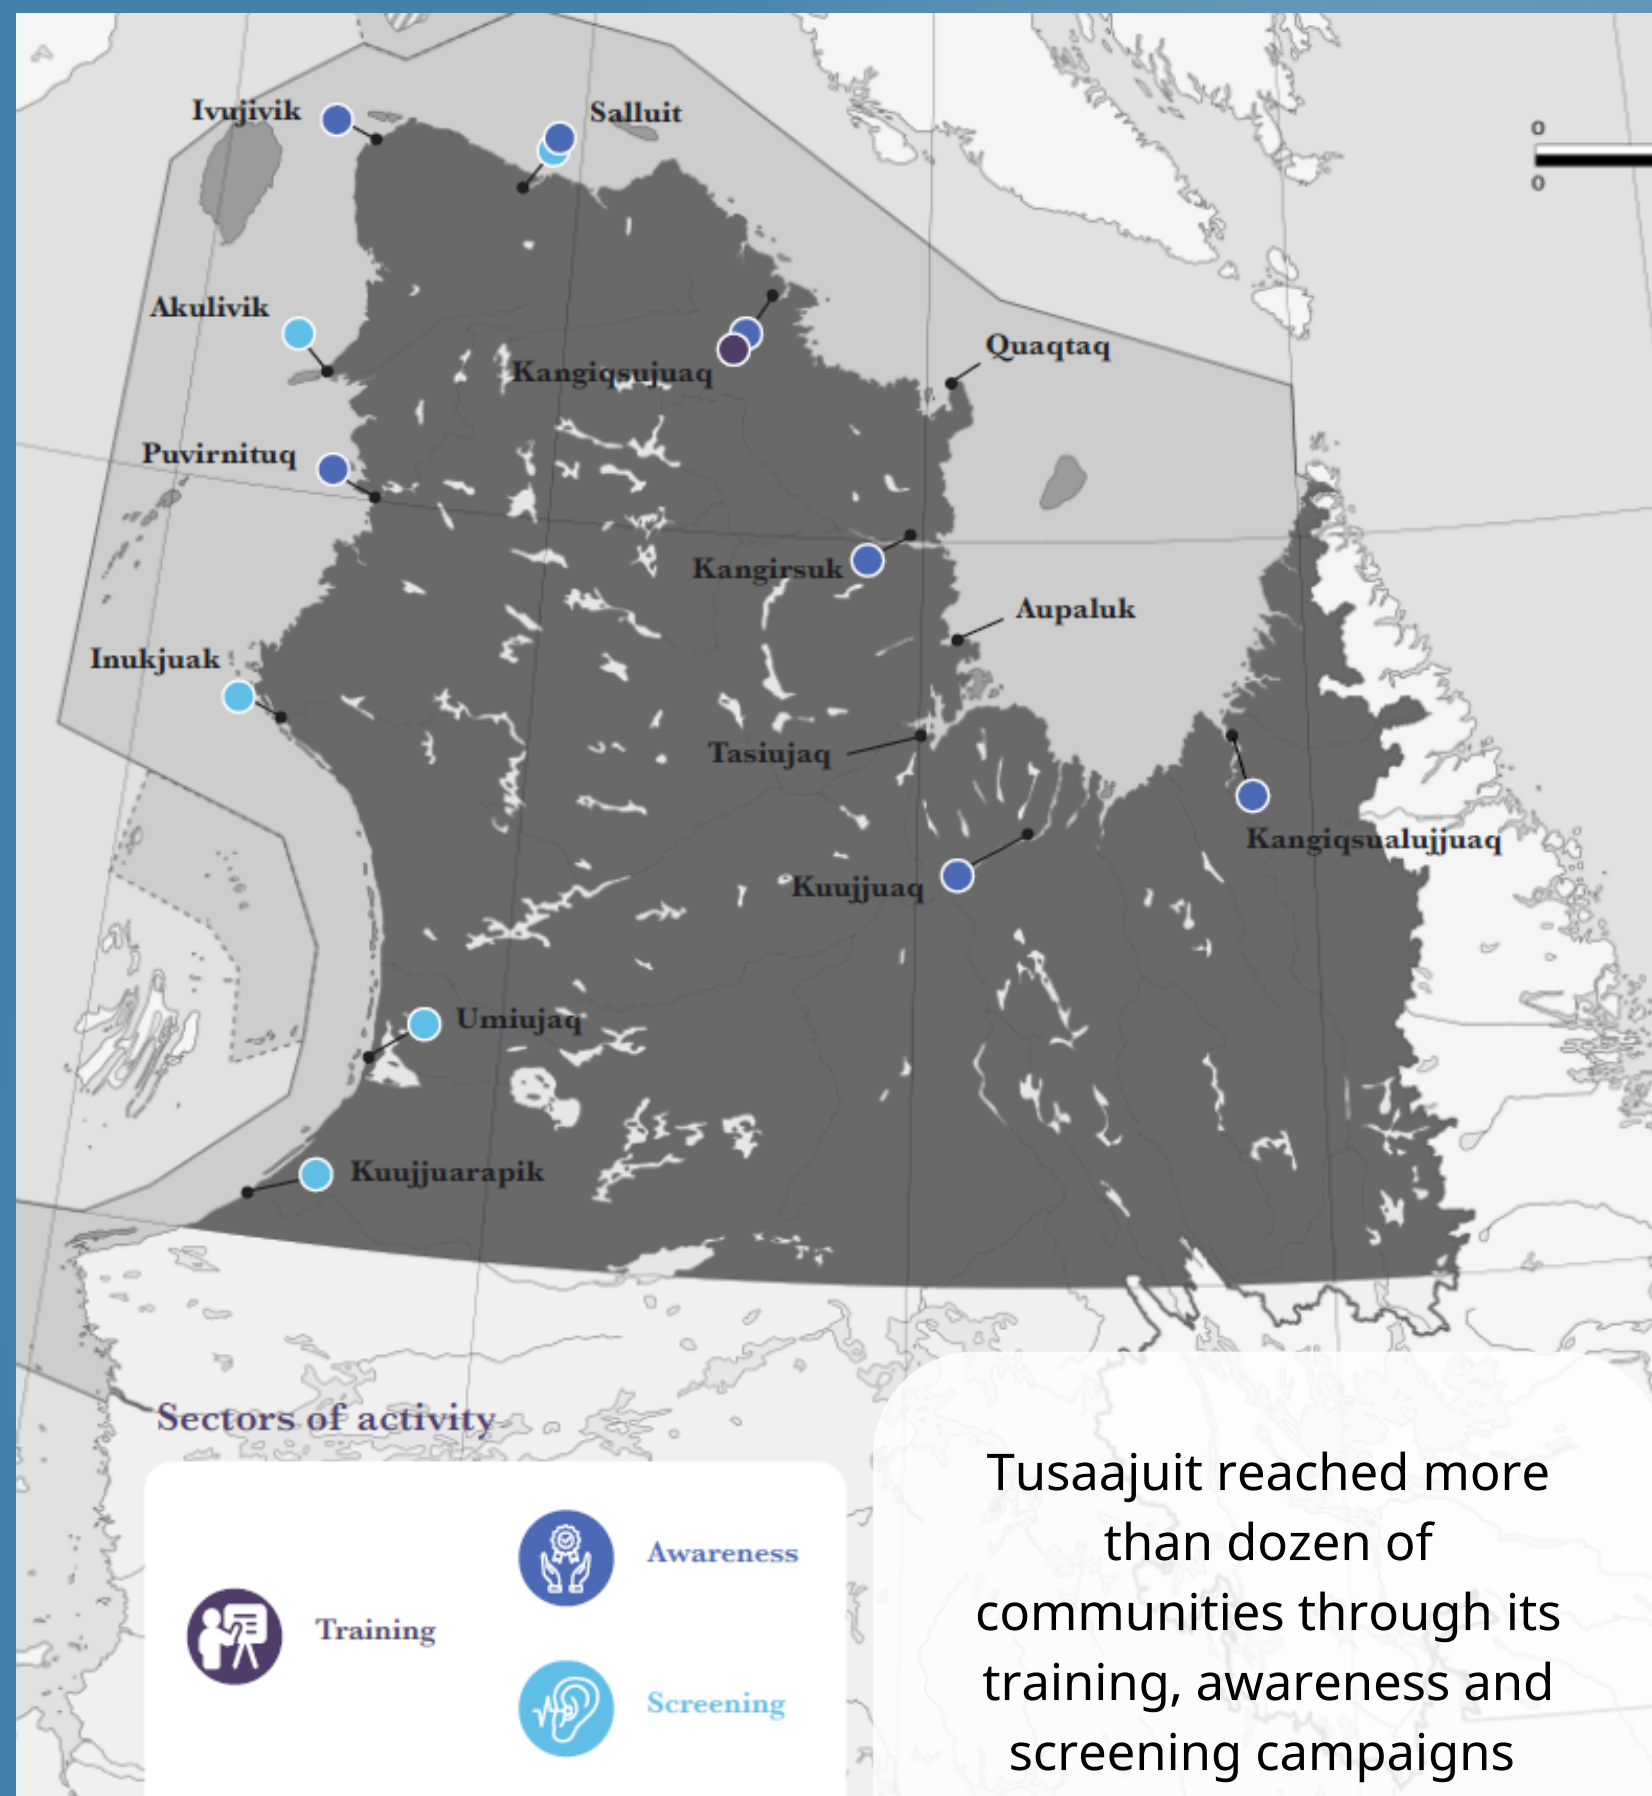 Ivujivik
Salluit
0
0
Akulivik
Quaqtaq
Kangiqsujuaq
Puvirnituq
Kangirsuk
Aupaluk
Inukjuak
Tasiujaq
Kangiqsualujjuaq
Kuujjuaq
Umiujaq
Kuujjuarapik
Sectors of activity
Training
Awareness
Screening
Tusaajuit reached more
than dozen of
communities through its
training, awareness and
screening campaigns